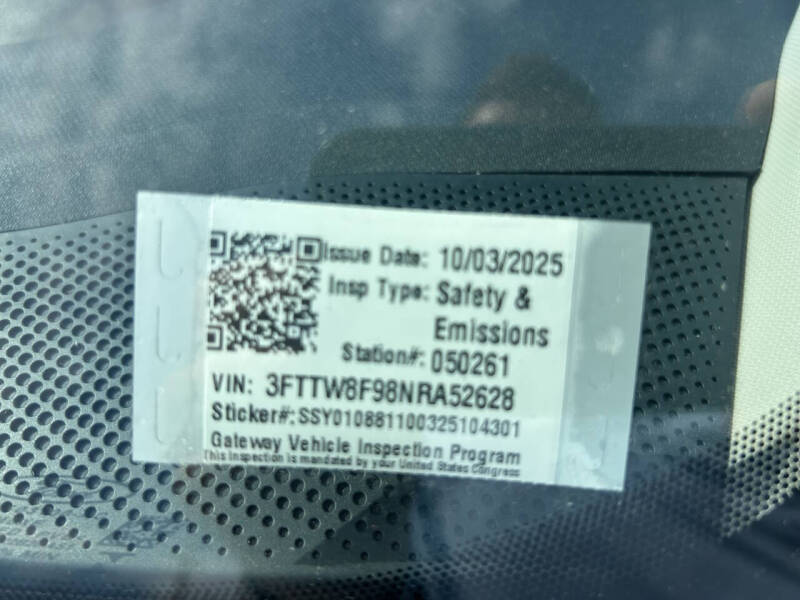 Issue Date: 10/03/2025
Insp Type: Safety &
Emissions
Station#: 050261
VIN: 3FTTW8F98NRA52628
Sticker#: SSY010881100325104301
Gateway Vehicle Inspection Program
This inspection is mandated by your United States Congress